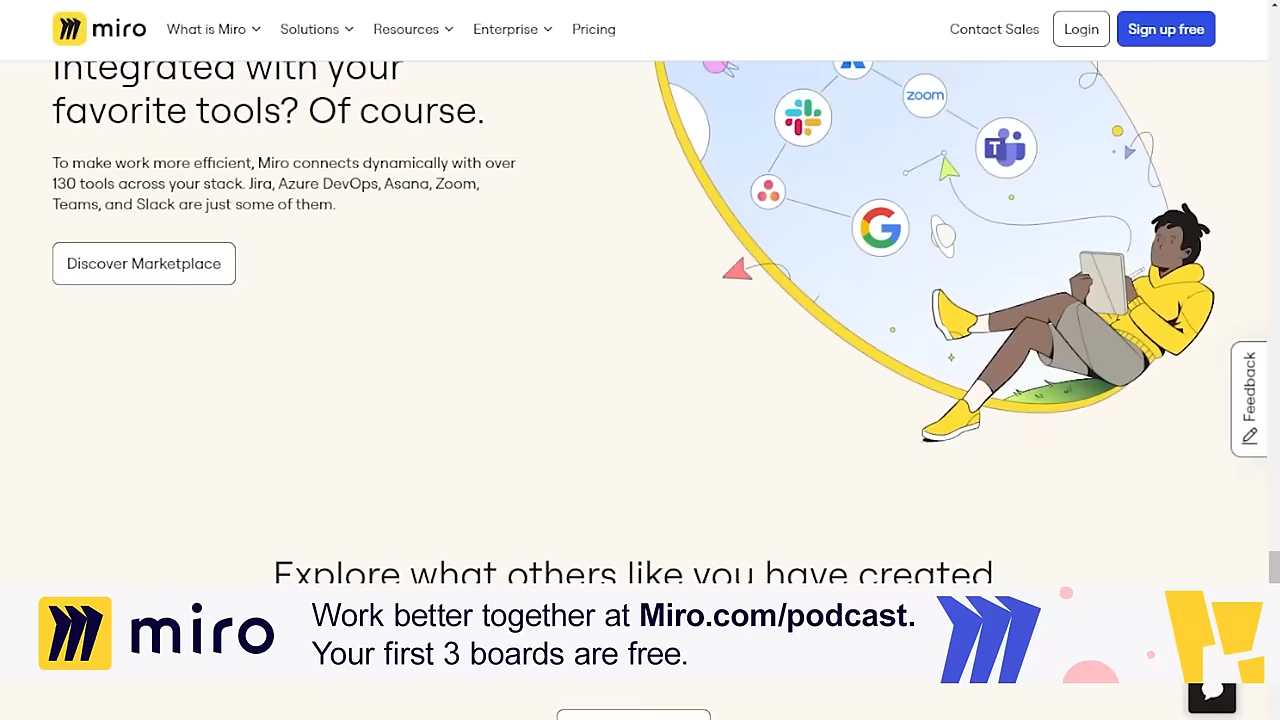 miro
What is Miro
Solutions
Resources
Enterprise
Pricing
Contact Sales
Login
Sign up free
Integrated with your
favorite tools? Of course.
To make work more efficient, Miro connects dynamically with over
130 tools across your stack. Jira, Azure DevOps, Asana, Zoom,
Teams, and Slack are just some of them.
Discover Marketplace
zoom
T
Feedback
Explore what others like you have created
miro
Work better together at Miro.com/podcast.
Your first 3 boards are free.